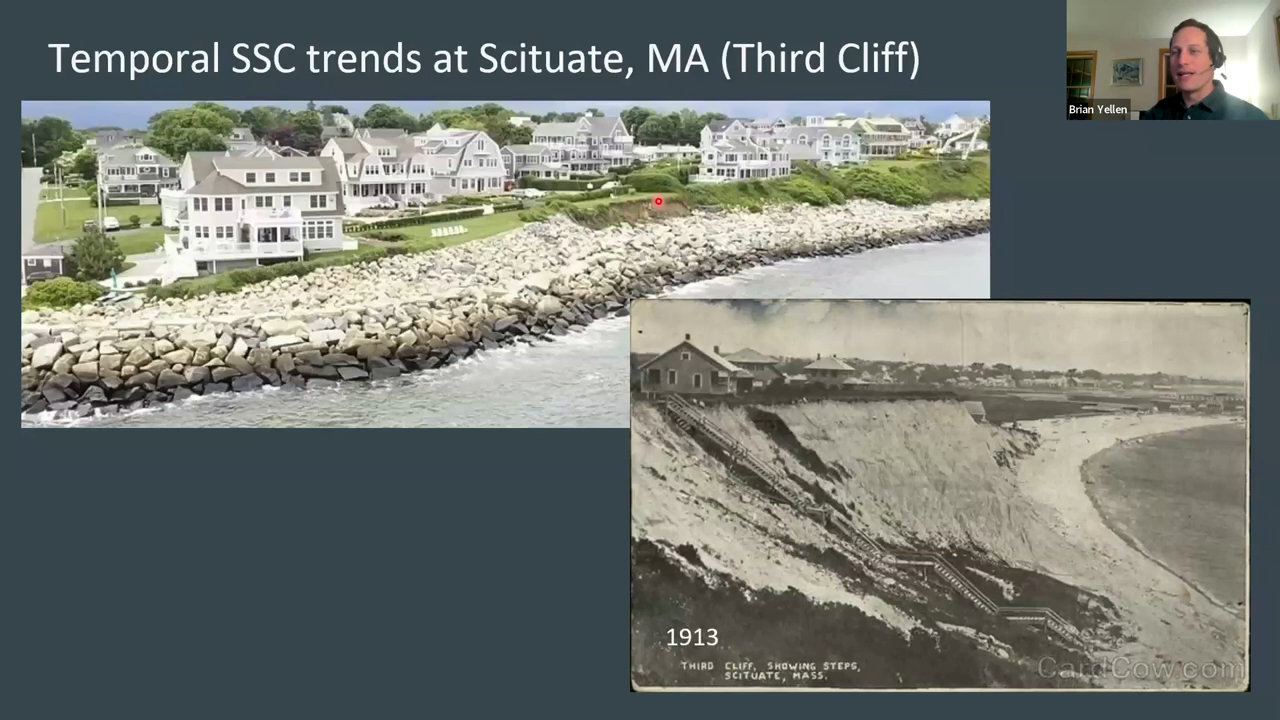 Temporal SSC trends at Scituate, MA (Third Cliff)
Brian Yellen
1913
THIRD CLIFF, SHOWING STEPS,
SCITUATE, MASS.
CardCow.com